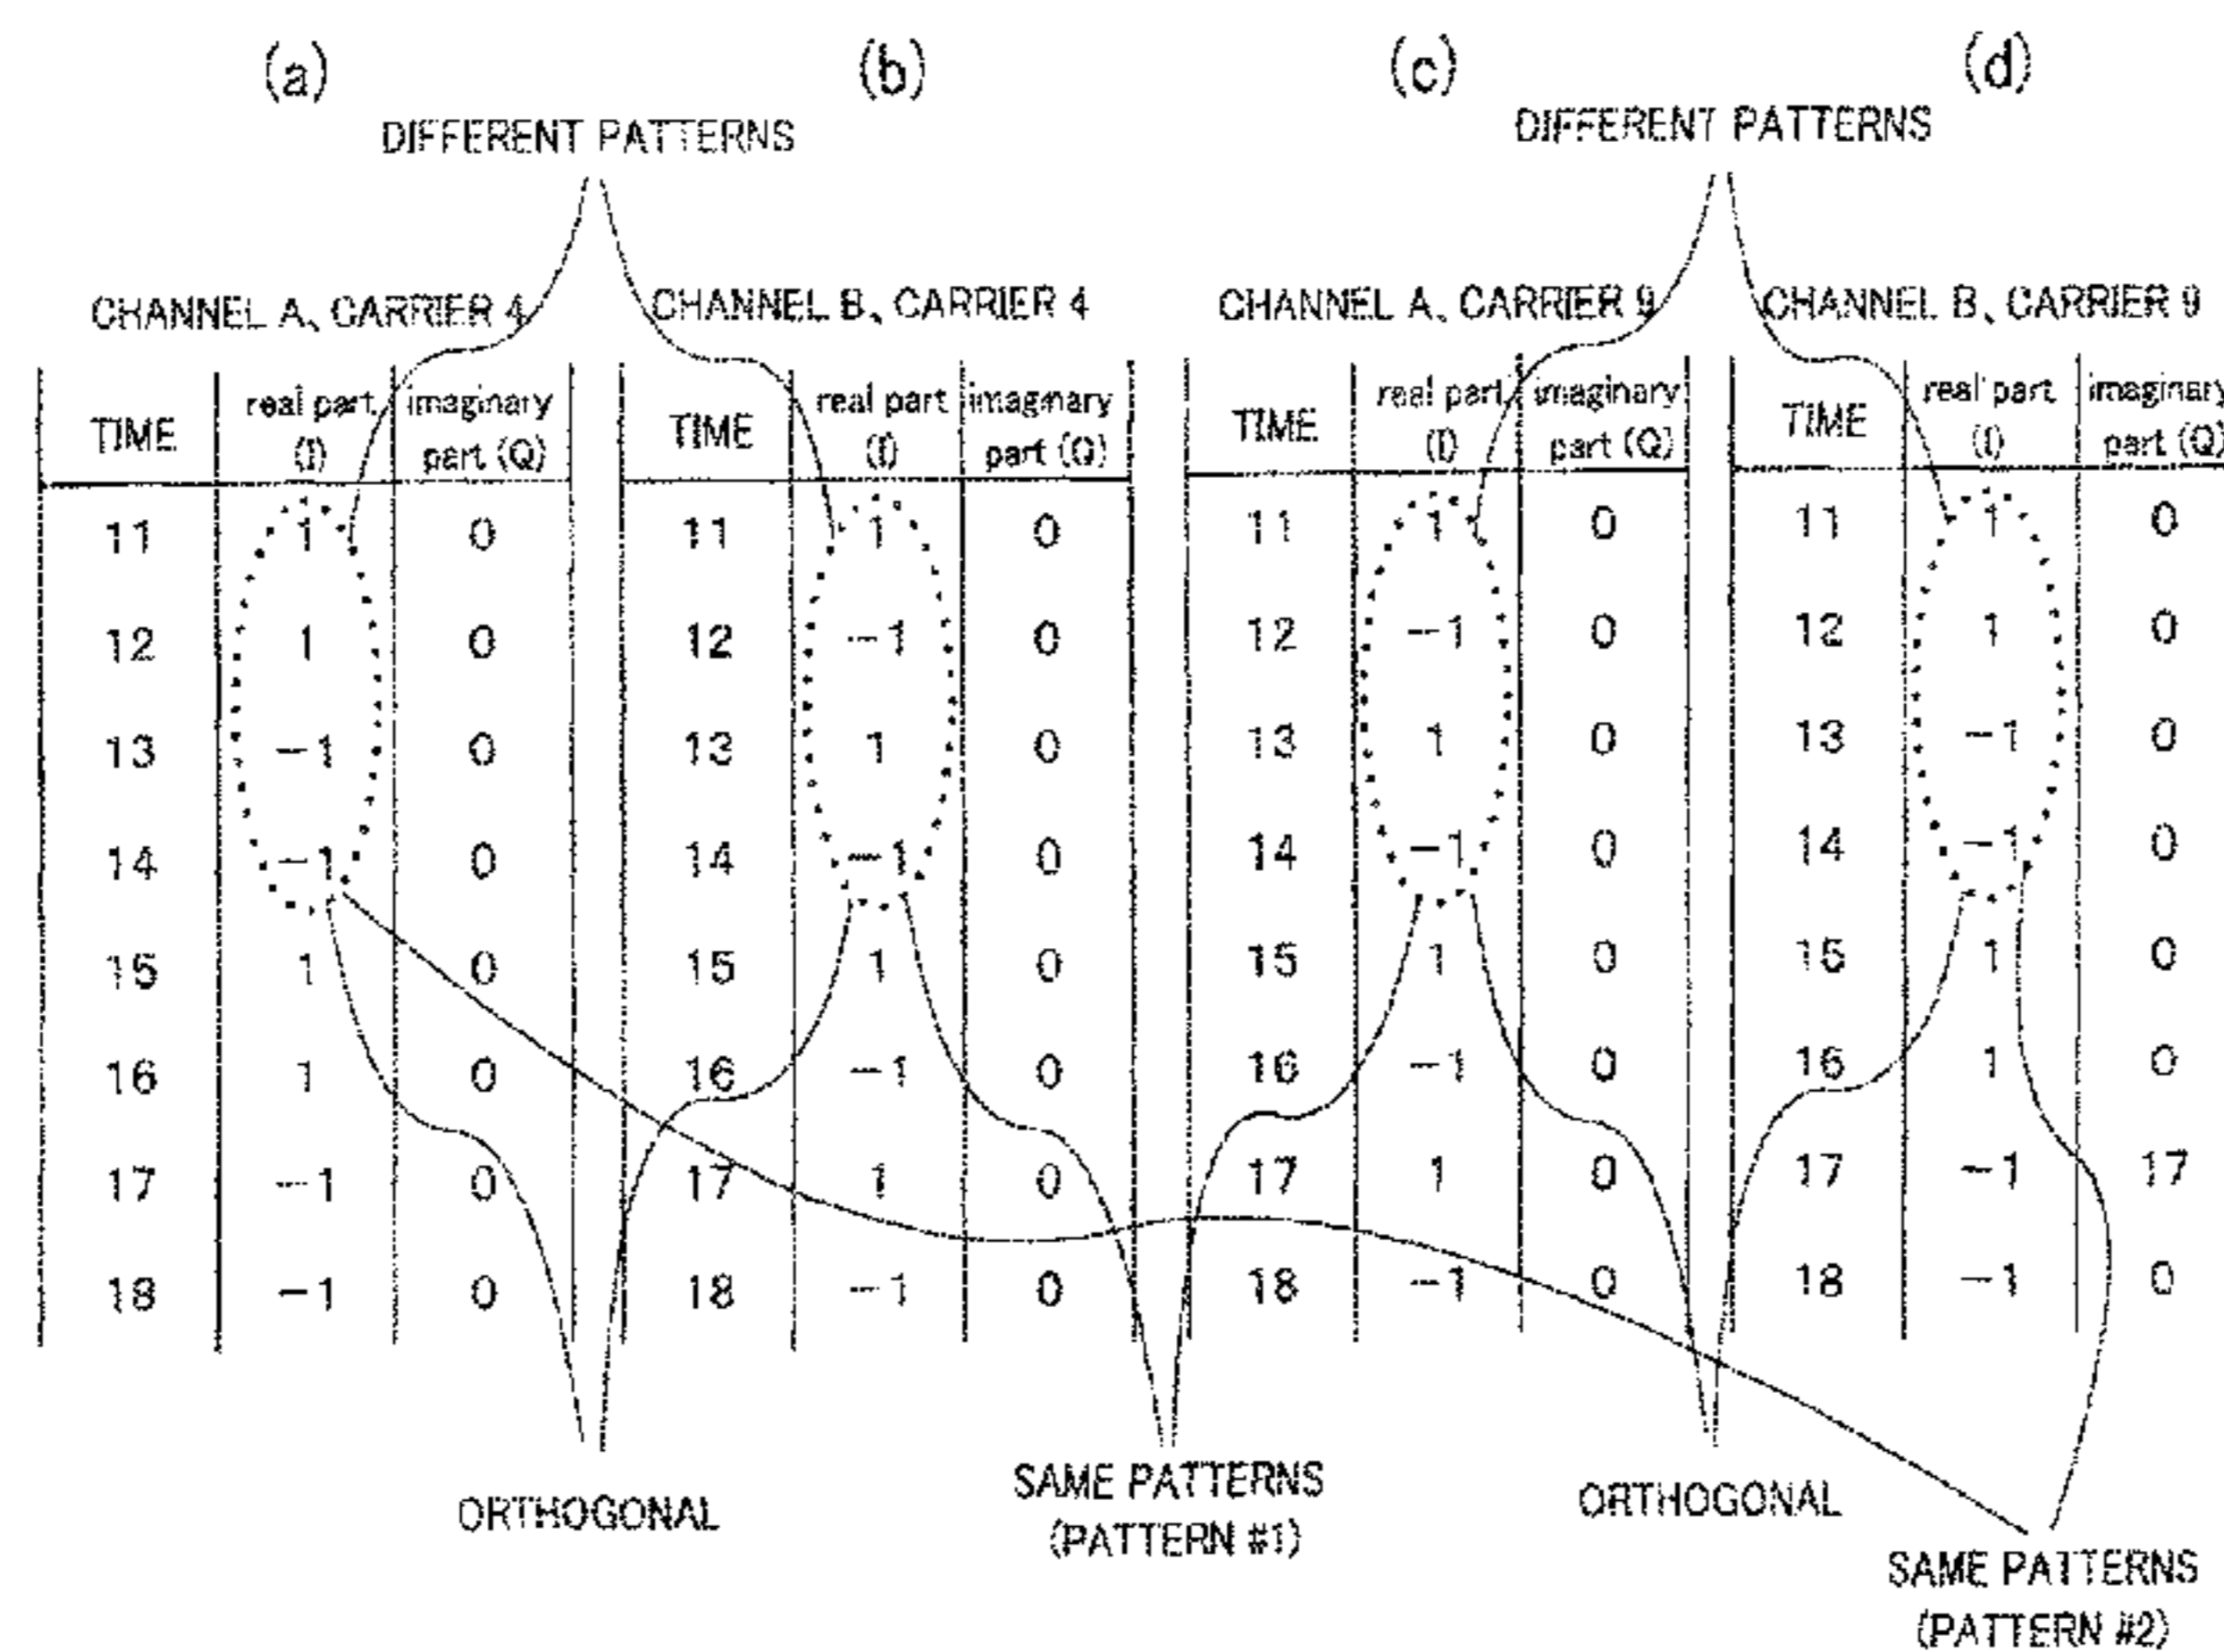 (a) (b) (c) (d)
DIFFERENT PATTERNS DIFFERENT PATTERNS
CHANNEL A、CARRIER 4 CHANNEL B、CARRIER 4 CHANNEL A、CARRIER 9 CHANNEL B、CARRIER 9
real part imaginary real part imaginary real part imaginary real part imaginary
TIME (I) part (Q) TIME (I) part (Q) TIME (I) part (Q) TIME (I) part (Q)
11 1 0 11 1 0 11 1 0 11 1 0
12 1 0 12 -1 0 12 -1 0 12 1 0
13 -1 0 13 1 0 13 1 0 13 -1 0
14 -1 0 14 -1 0 14 -1 0 14 -1 0
15 1 0 15 1 0 15 1 0 15 1 0
16 1 0 16 -1 0 16 -1 0 16 1 0
17 -1 0 17 1 0 17 1 0 17 -1 17
18 -1 0 18 -1 0 18 -1 0 18 -1 0
ORTHOGONAL SAME PATTERNS ORTHOGONAL
(PATTERN #1)
SAME PATTERNS
(PATTERN #2)